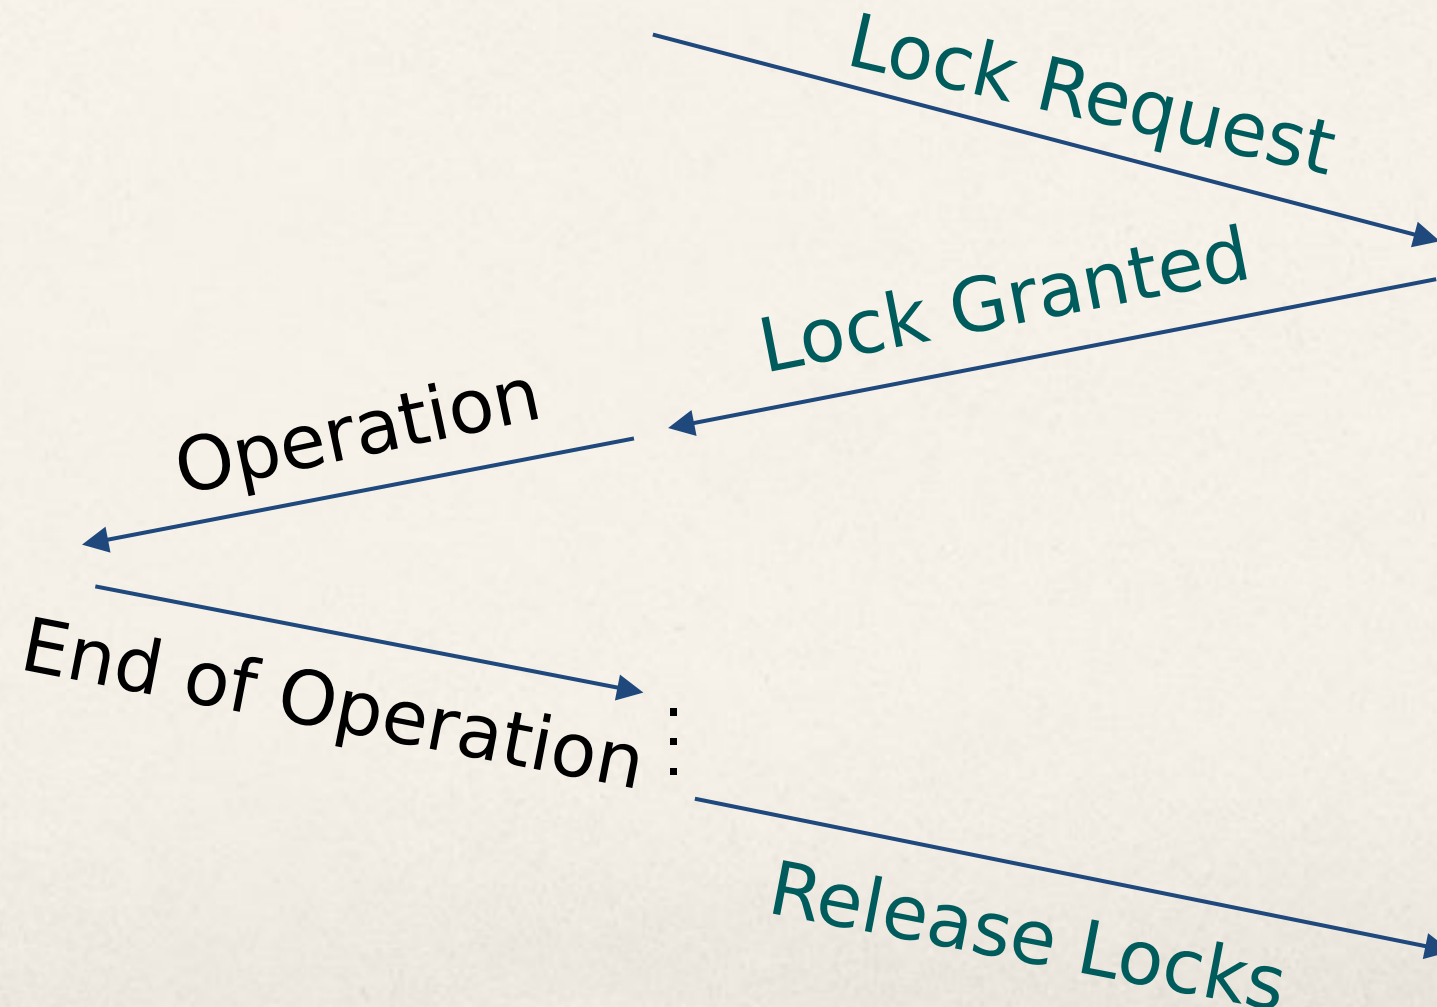 Lock Request
Lock Granted
Operation
End of Operation
Release Locks